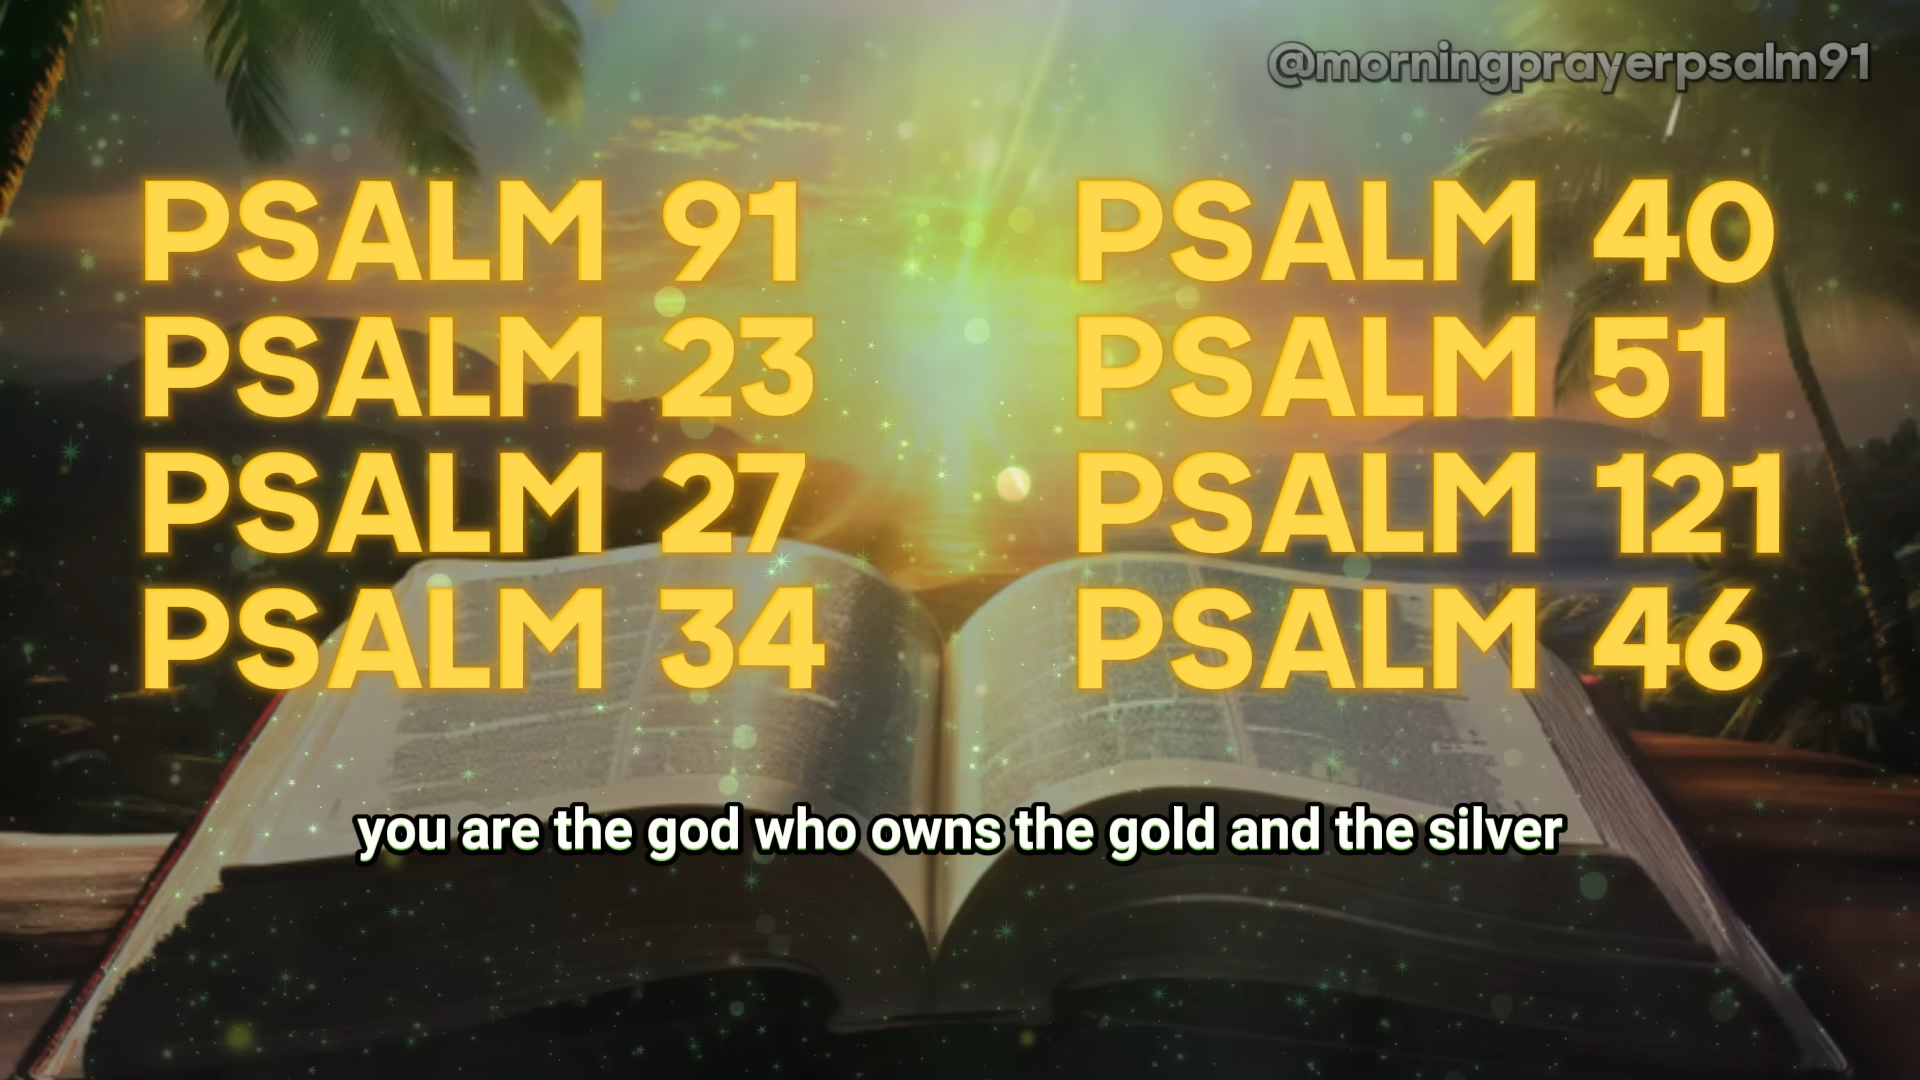 @morningprayerpsalm91
PSALM 91
PSALM 23
PSALM 27
PSALM 34
PSALM 40
PSALM 51
PSALM 121
PSALM 46
you are the god who owns the gold and the silver